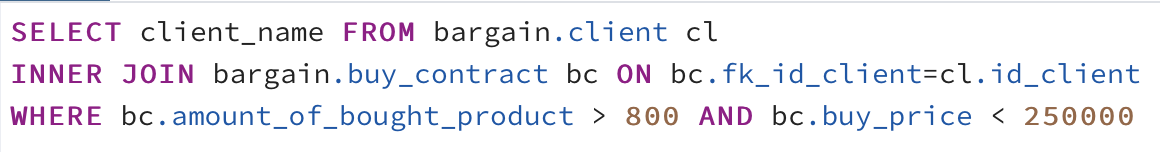 SELECT client_name FROM bargain.client cl
INNER JOIN bargain.buy_contract bc ON bc.fk_id_client=cl.id_client
WHERE bc.amount_of_bought_product > 800 AND bc.buy_price < 250000